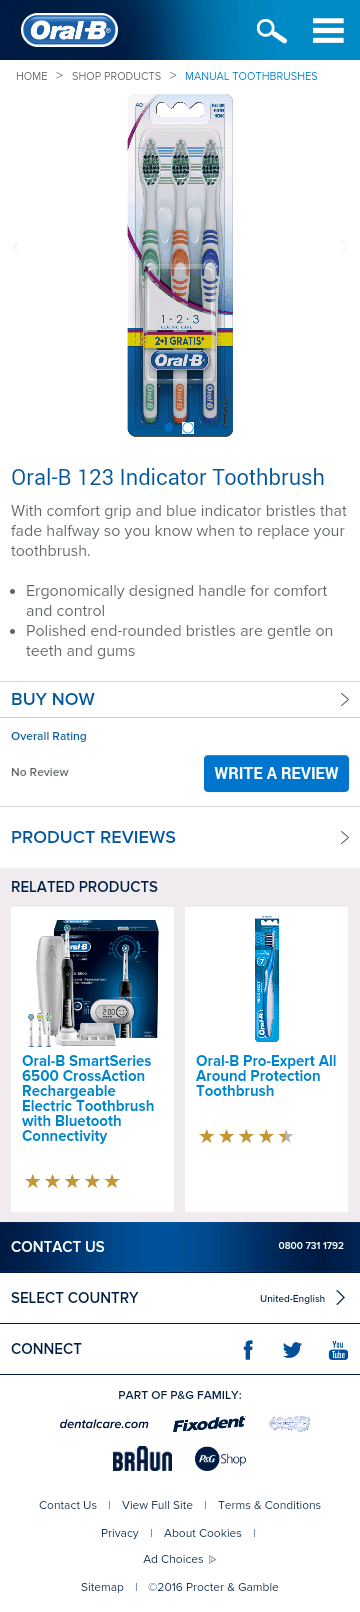 Oral-B
HOME > SHOP PRODUCTS > MANUAL TOOTHBRUSHES
40
MEDIUM
1·2·3
CLASSIC CARE
2+1 GRATIS*
Oral-B
Oral-B 123 Indicator Toothbrush
With comfort grip and blue indicator bristles that
fade halfway so you know when to replace your
toothbrush.
• Ergonomically designed handle for comfort
and control
• Polished end-rounded bristles are gentle on
teeth and gums
BUY NOW
Overall Rating
No Review
WRITE A REVIEW
PRODUCT REVIEWS
RELATED PRODUCTS
Oral-B
Oral-B SmartSeries
6500 CrossAction
Rechargeable
Electric Toothbrush
with Bluetooth
Connectivity
Oral-B
Oral-B Pro-Expert All
Around Protection
Toothbrush
CONTACT US
0800 731 1792
SELECT COUNTRY
United-English
CONNECT
You
Tube
PART OF P&G FAMILY:
dentalcare.com
Fixodent
BRAUN
P&G Shop
Contact Us | View Full Site | Terms & Conditions
Privacy | About Cookies |
Ad Choices
Sitemap | ©2016 Procter & Gamble